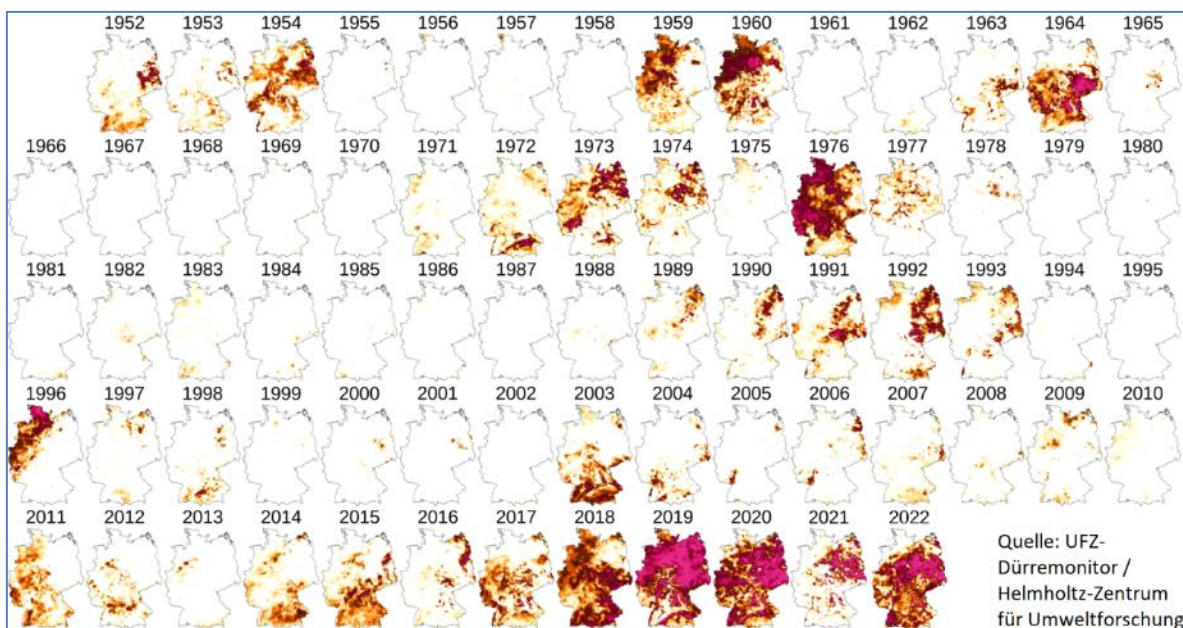 1952 1953 1954 1955 1956 1957 1958 1959 1960 1961 1962 1963 1964 1965
1966 1967 1968 1969 1970 1971 1972 1973 1974 1975 1976 1977 1978 1979 1980
1981 1982 1983 1984 1985 1986 1987 1988 1989 1990 1991 1992 1993 1994 1995
1996 1997 1998 1999 2000 2001 2002 2003 2004 2005 2006 2007 2008 2009 2010
2011 2012 2013 2014 2015 2016 2017 2018 2019 2020 2021 2022
Quelle: UFZ-
Dürremonitor /
Helmholtz-Zentrum
für Umweltforschung